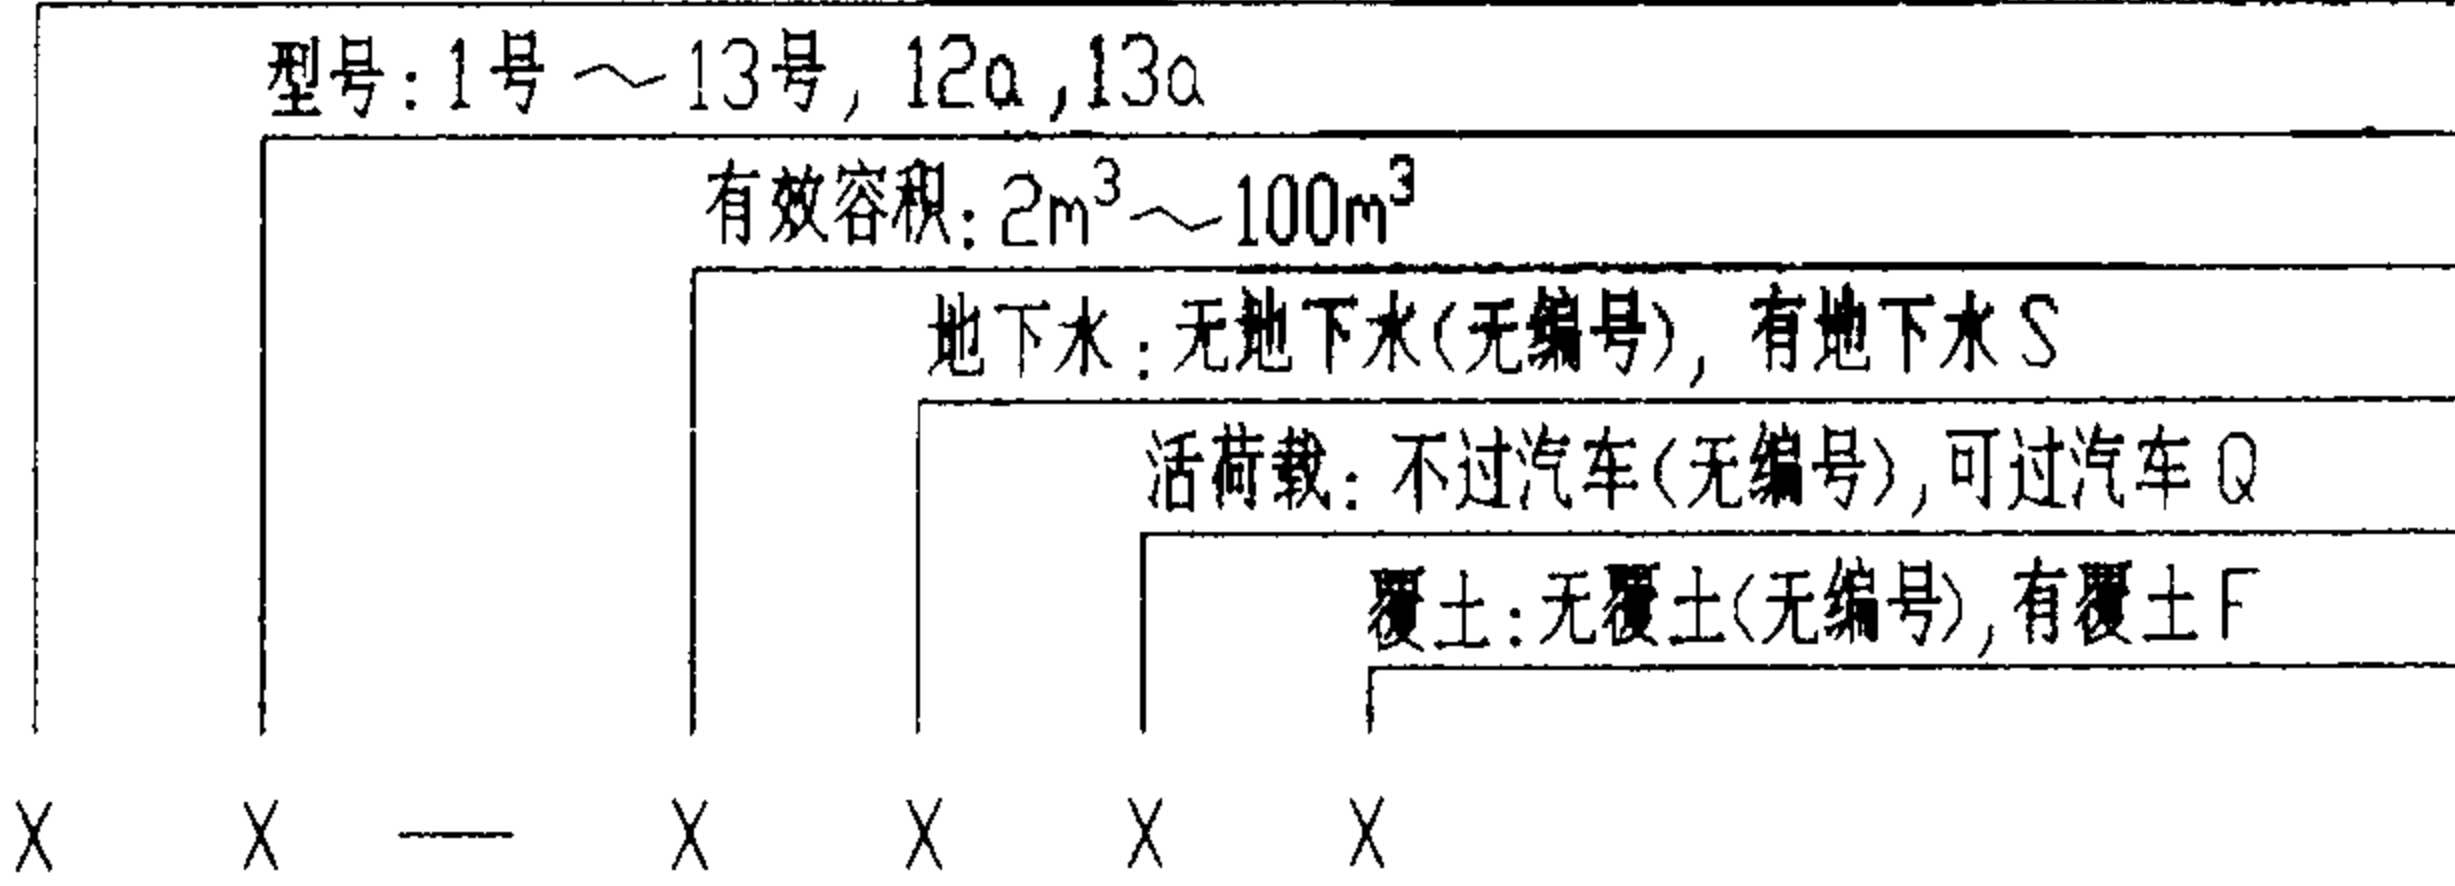 型号:1号～13号, 12a,13a
有效容积:2m³～100m³
地下水:无地下水(无编号), 有地下水S
活荷载:不过汽车(无编号),可过汽车Q
覆土:无覆土(无编号),有覆土F
X X — X X X X